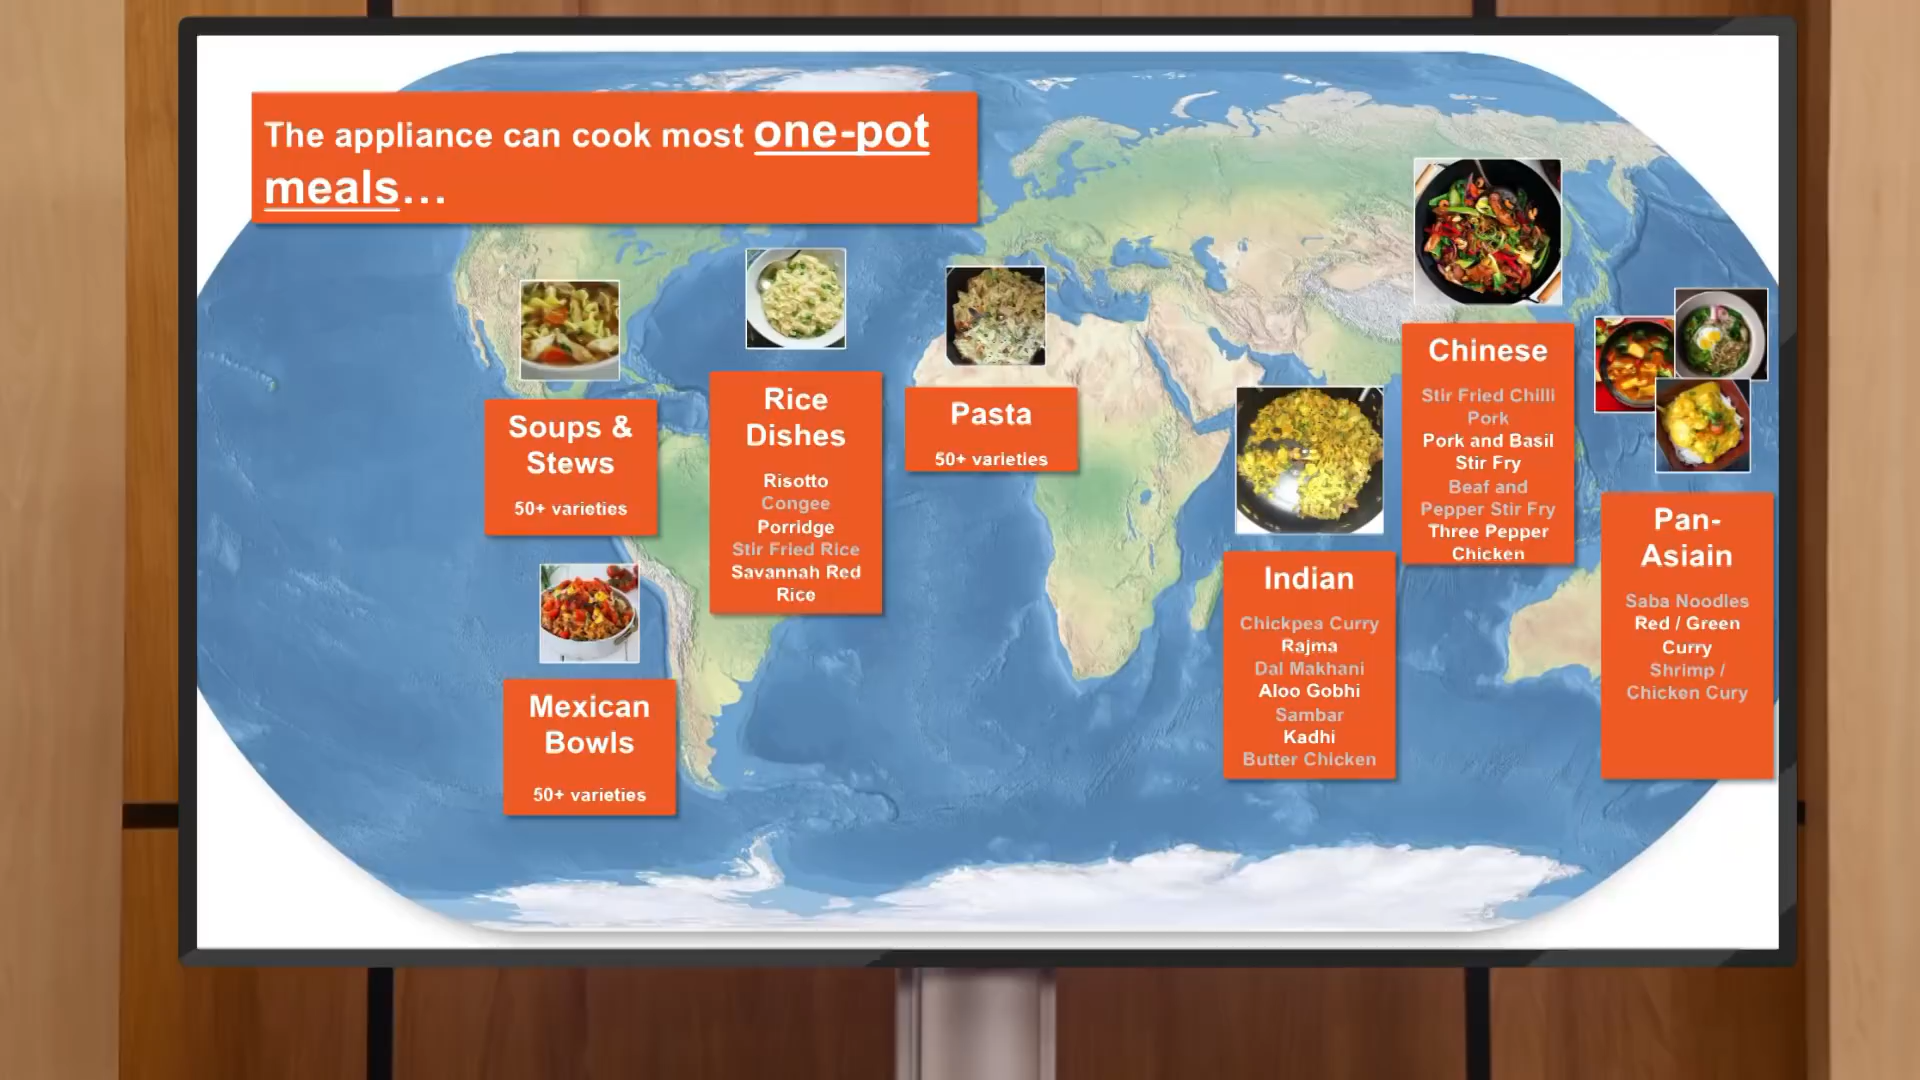 The appliance can cook most one-pot
meals...
Soups &
Stews
50+ varieties
Mexican
Bowls
50+ varieties
Rice
Dishes
Risotto
Congee
Porridge
Stir Fried Rice
Savannah Red
Rice
Pasta
50+ varieties
Indian
Chickpea Curry
Rajma
Dal Makhani
Aloo Gobhi
Sambar
Kadhi
Butter Chicken
Chinese
Stir Fried Chilli
Pork
Pork and Basil
Stir Fry
Beaf and
Pepper Stir Fry
Three Pepper
Chicken
Pan-
Asiain
Saba Noodles
Red / Green
Curry
Shrimp /
Chicken Cury